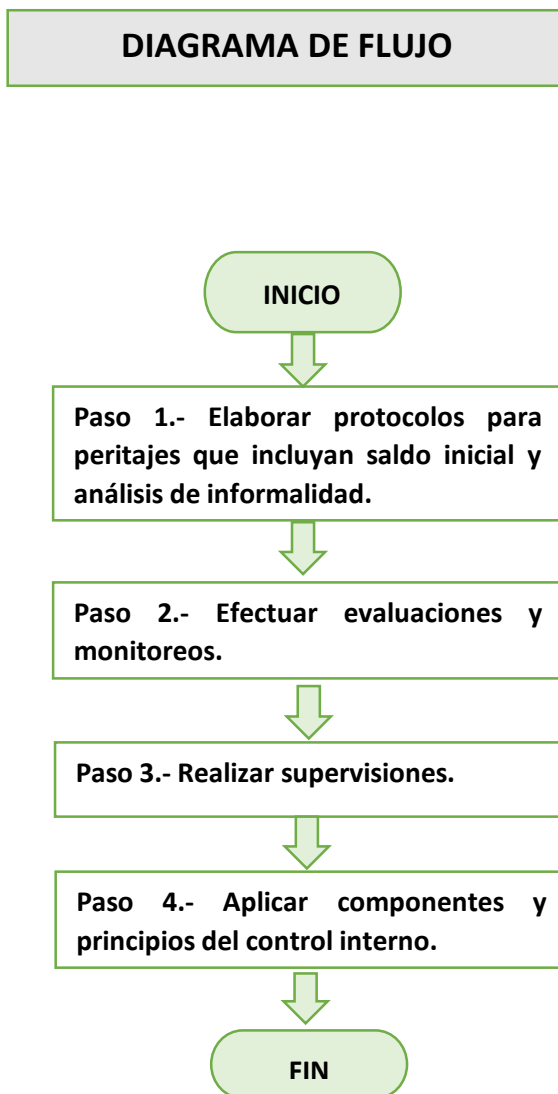 DIAGRAMA DE FLUJO
INICIO
Paso 1.- Elaborar protocolos para
peritajes que incluyan saldo inicial y
análisis de informalidad.
Paso 2.- Efectuar evaluaciones y
monitoreos.
Paso 3.- Realizar supervisiones.
Paso 4.- Aplicar componentes y
principios del control interno.
FIN